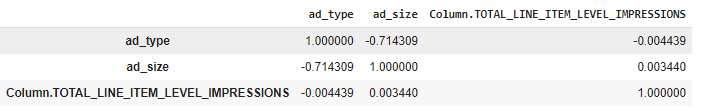 ad_type ad_size Column.TOTAL_LINE_ITEM_LEVEL_IMPRESSIONS
ad_type 1.000000 -0.714309 -0.004439
ad_size -0.714309 1.000000 0.003440
Column.TOTAL_LINE_ITEM_LEVEL_IMPRESSIONS -0.004439 0.003440 1.000000